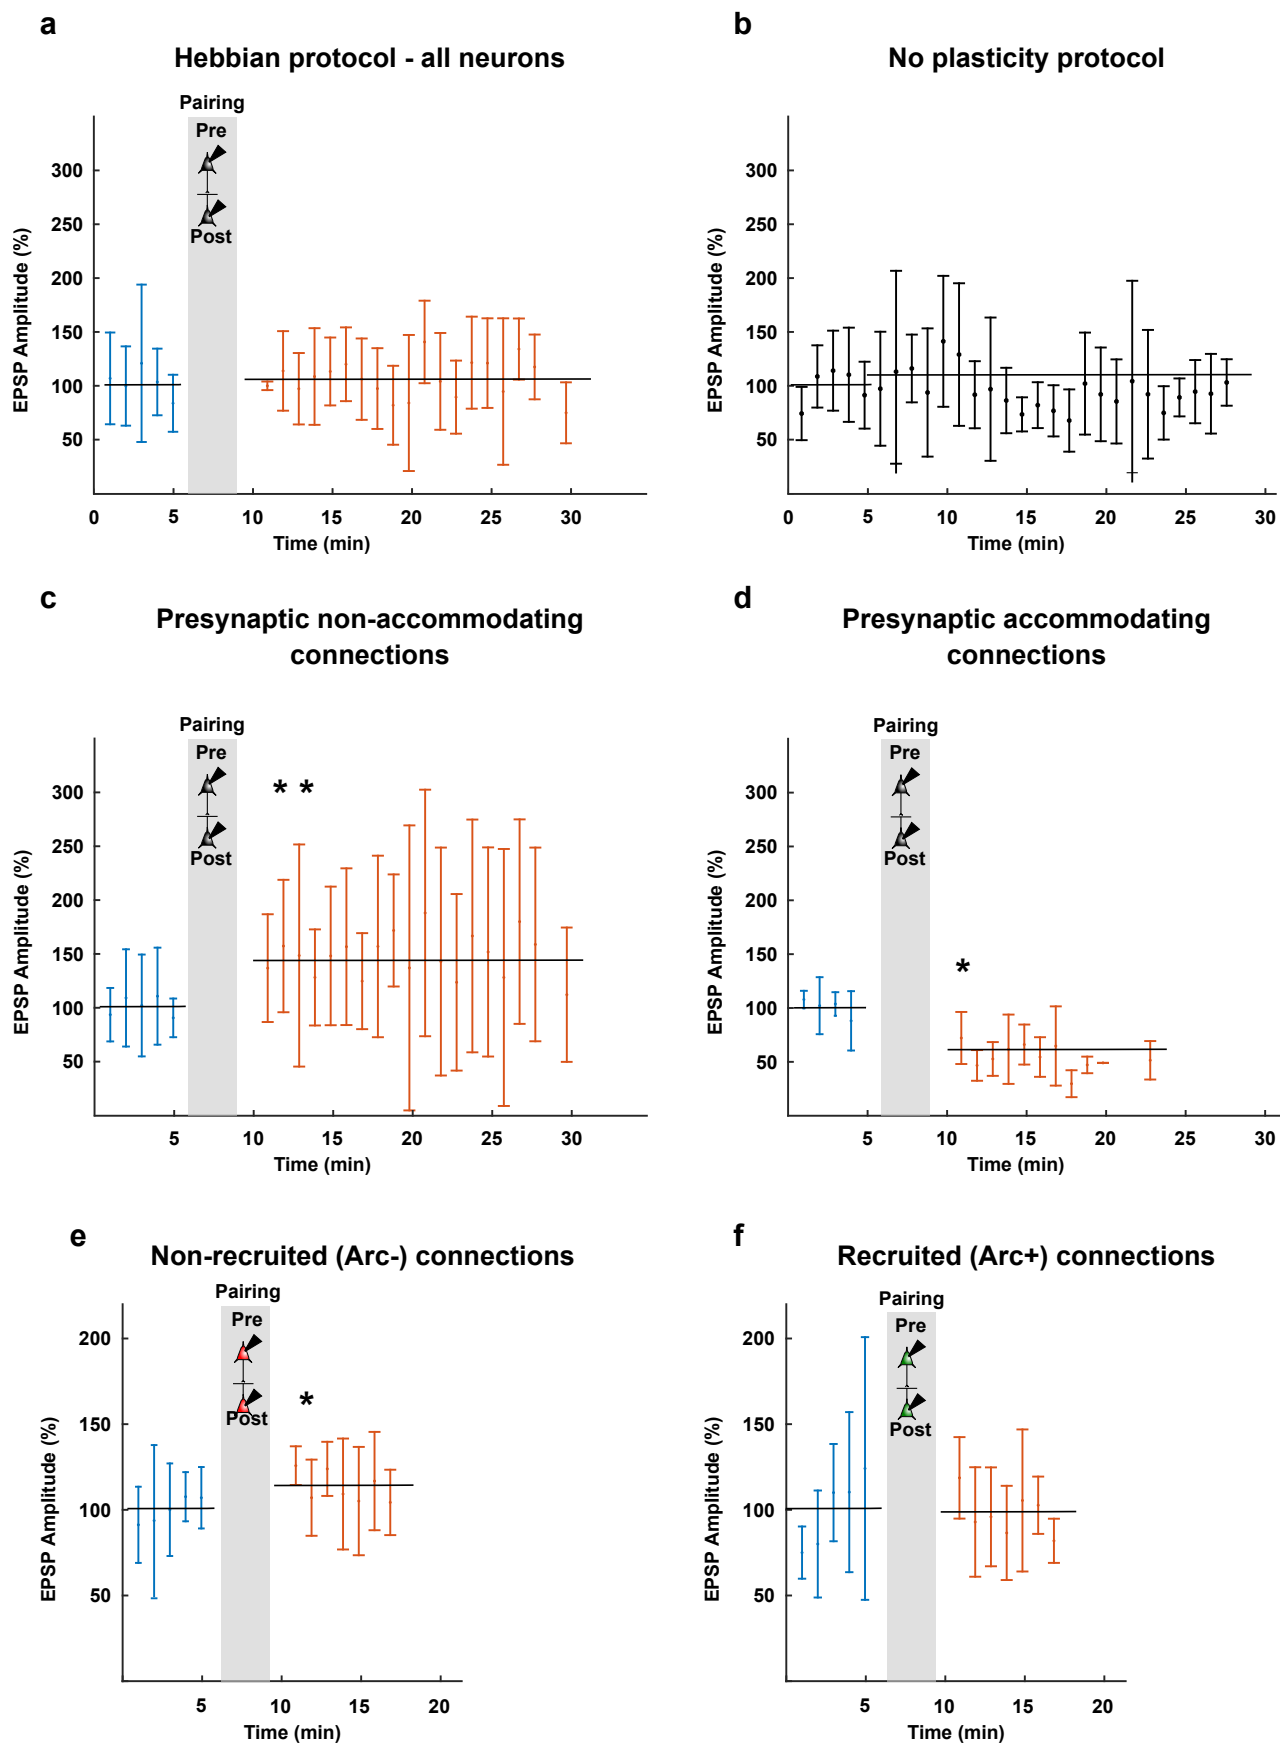 a
Hebbian protocol - all neurons
Pairing
Pre
Post
EPSP Amplitude (%)
300
250
200
150
100
50
0 5 10 15 20 25 30
Time (min)
b
No plasticity protocol
EPSP Amplitude (%)
300
250
200
150
100
50
0 5 10 15 20 25 30
Time (min)
c
Presynaptic non-accommodating
connections
Pairing
Pre
Post
* *
EPSP Amplitude (%)
300
250
200
150
100
50
5 10 15 20 25 30
Time (min)
d
Presynaptic accommodating
connections
Pairing
Pre
Post
*
EPSP Amplitude (%)
300
250
200
150
100
50
5 10 15 20 25 30
Time (min)
e
Non-recruited (Arc-) connections
Pairing
Pre
Post
*
EPSP Amplitude (%)
200
150
100
50
5 10 15 20
Time (min)
f
Recruited (Arc+) connections
Pairing
Pre
Post
EPSP Amplitude (%)
200
150
100
50
5 10 15 20
Time (min)